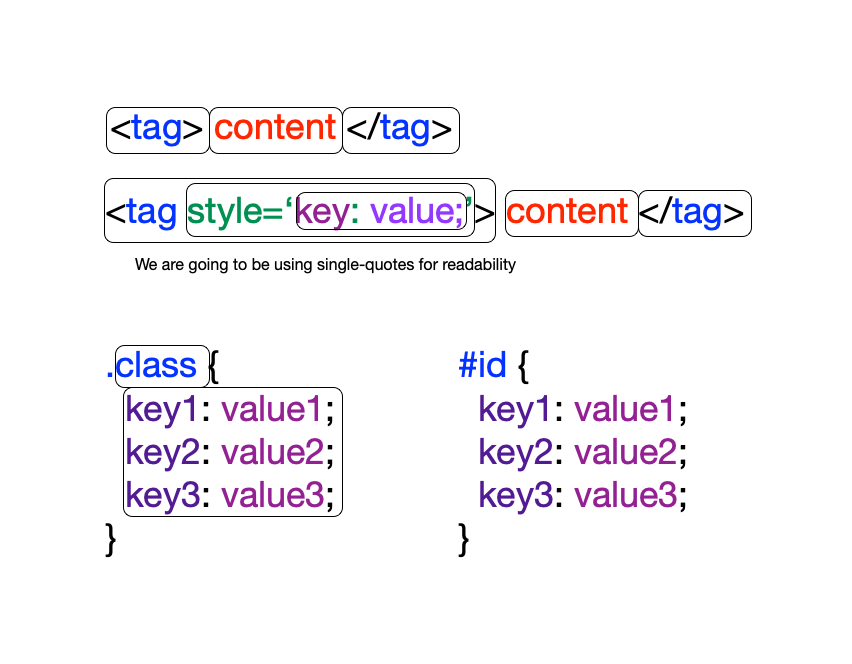 <tag> content </tag>
<tag style=‘key: value;’> content </tag>
We are going to be using single-quotes for readability
.class {
key1: value1;
key2: value2;
key3: value3;
}
#id {
key1: value1;
key2: value2;
key3: value3;
}